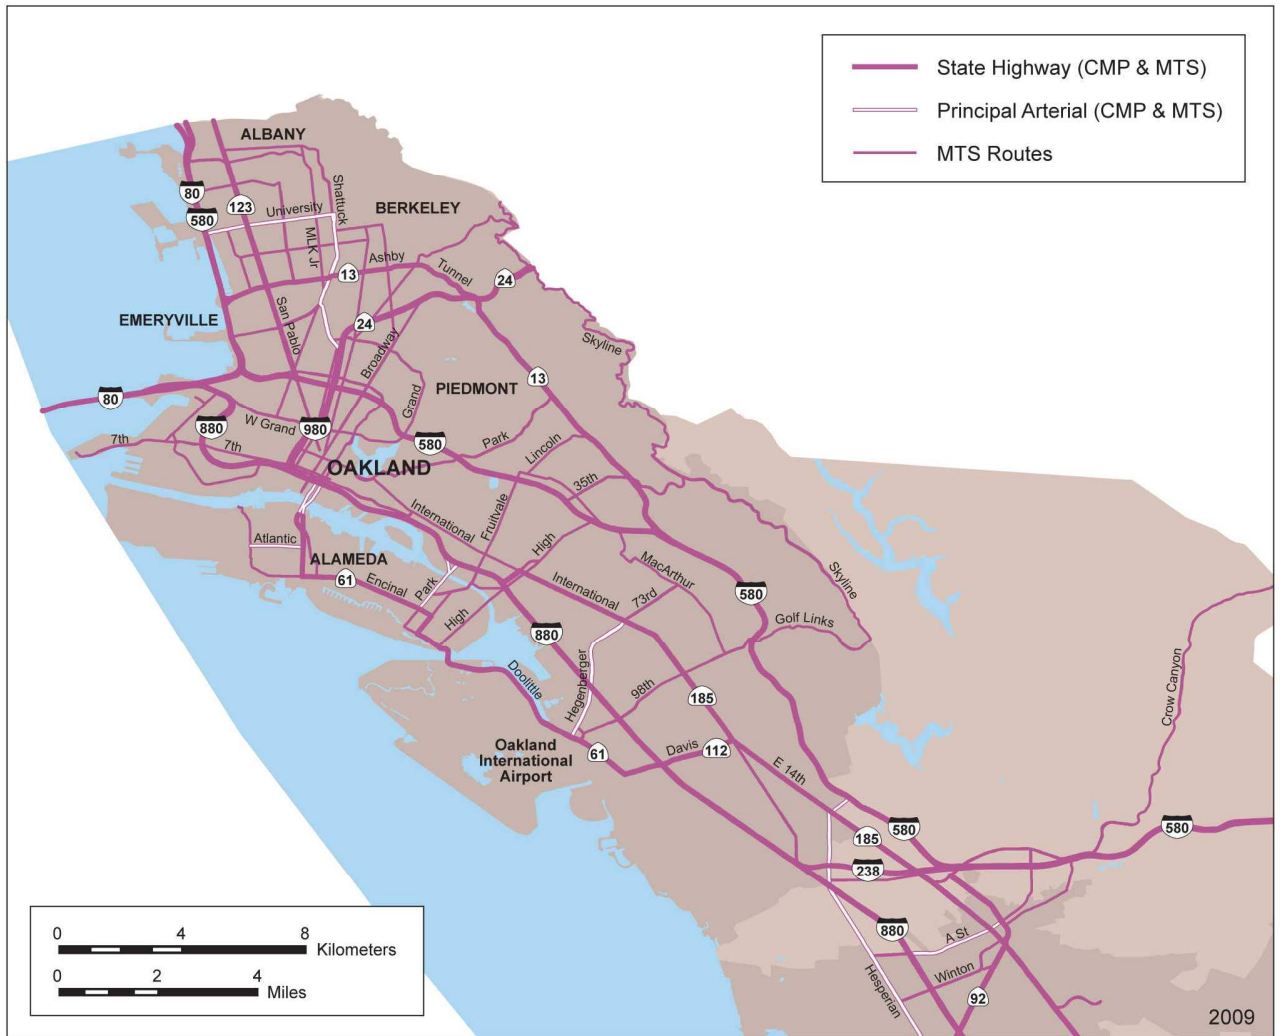 State Highway (CMP & MTS)
Principal Arterial (CMP & MTS)
MTS Routes
ALBANY
80
580
123
University
Shattuck
BERKELEY
MLK Jr
Ashby
13
Tunnel
24
EMERYVILLE
San Pablo
24
Broadway
Skyline
80
PIEDMONT
13
Grand
880
W Grand
980
580
7th
7th
Park
Lincoln
OAKLAND
35th
International
Fruitvale
High
Atlantic
ALAMEDA
61
Encinal
Park
High
International
MacArthur
73rd
580
Skyline
Golf Links
880
Doolittle
Hegenberger
98th
185
Crow Canyon
Oakland
International
Airport
61
Davis
112
E 14th
185
580
580
238
880
A St
Hesperian
Winton
92
0 4 8
Kilometers
0 2 4
Miles
2009